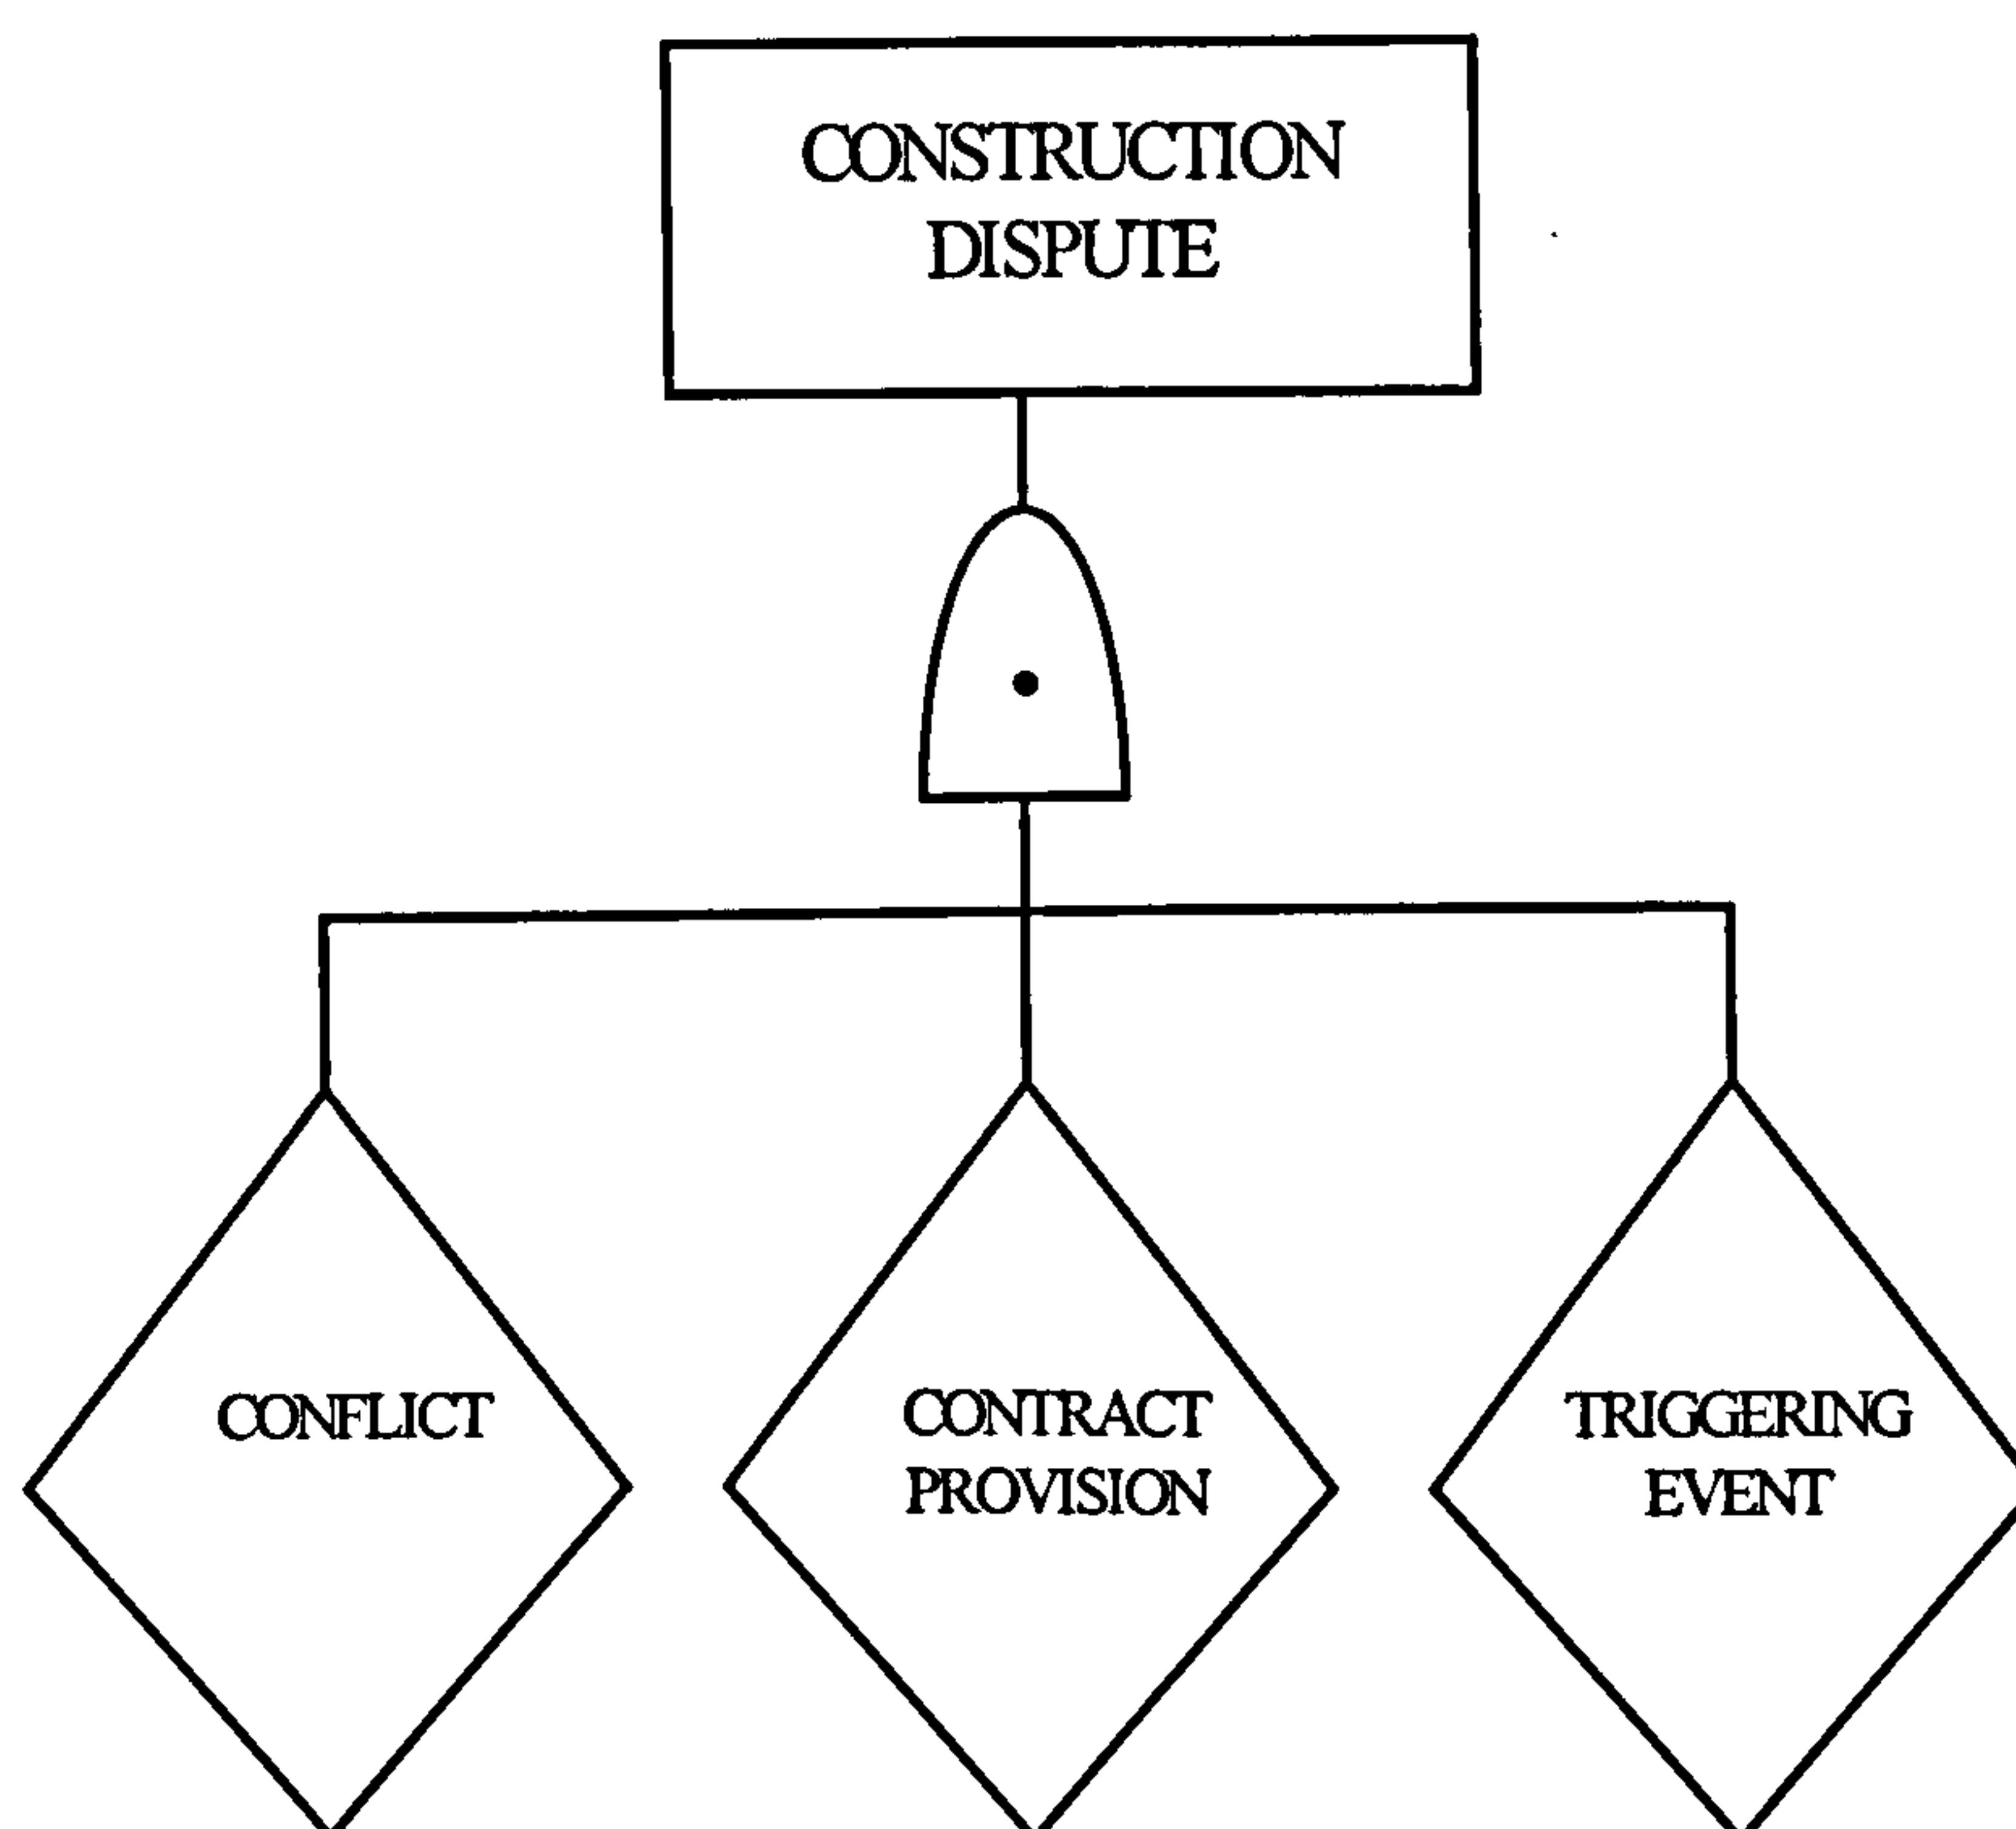 CONSTRUCTION
DISPUTE
CONFLICT
CONTRACT
PROVISION
TRIGGERING
EVENT